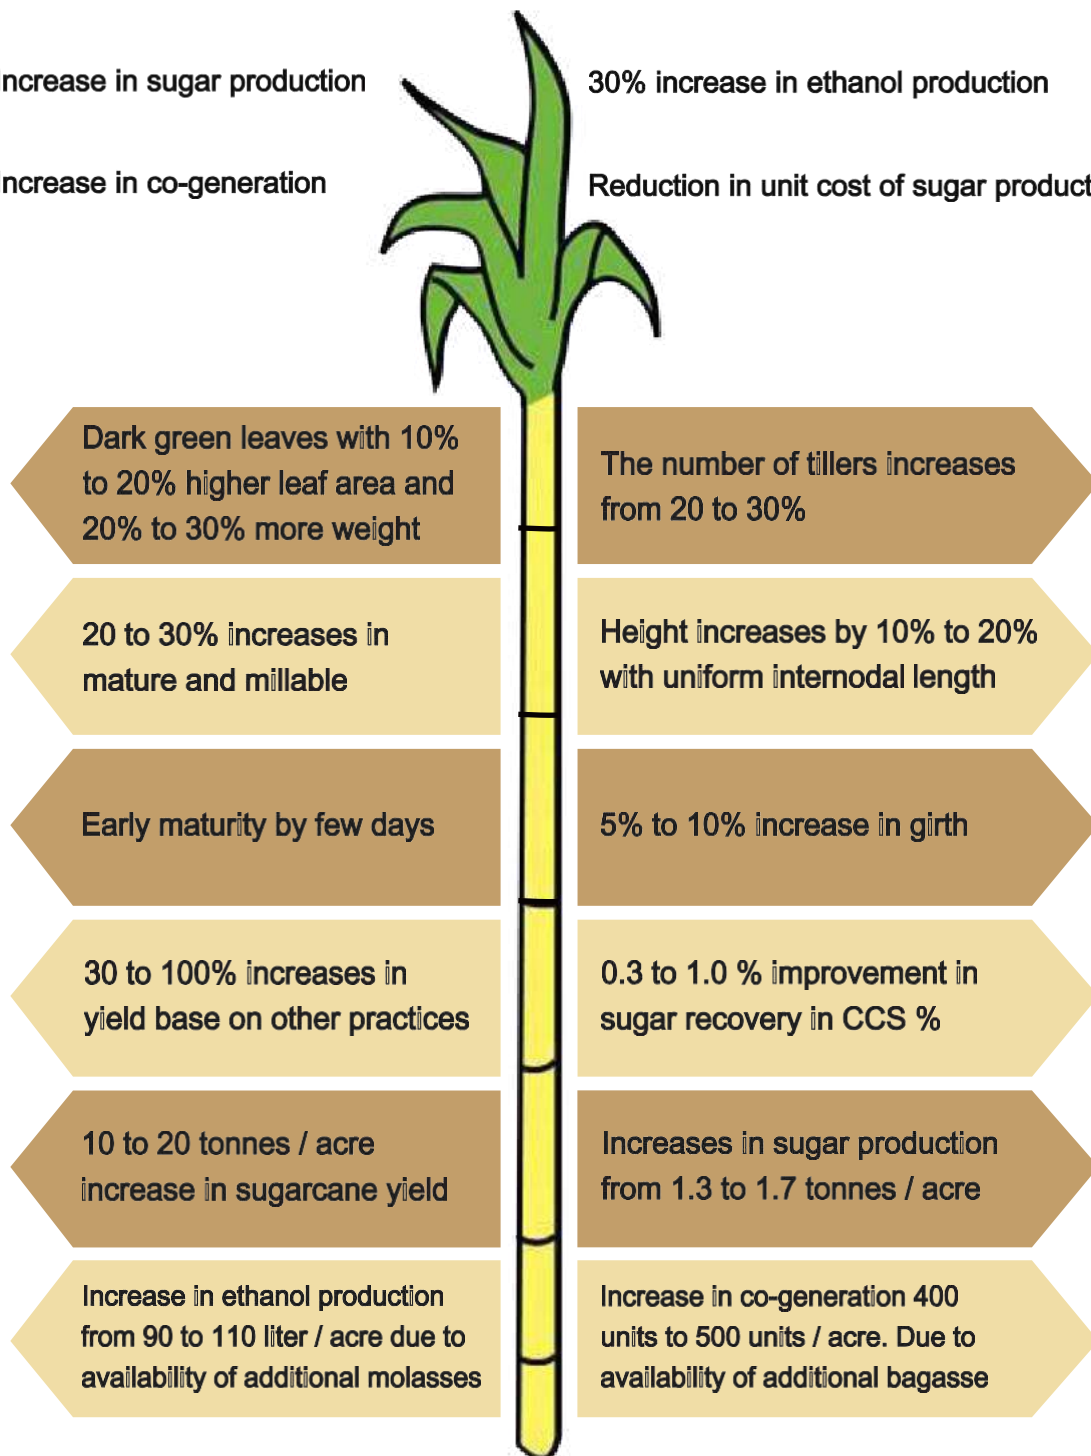 Increase in sugar production
30% increase in ethanol production
Increase in co-generation
Reduction in unit cost of sugar product
Dark green leaves with 10%
to 20% higher leaf area and
20% to 30% more weight
The number of tillers increases
from 20 to 30%
20 to 30% increases in
mature and millable
Height increases by 10% to 20%
with uniform internodal length
Early maturity by few days
5% to 10% increase in girth
30 to 100% increases in
yield base on other practices
0.3 to 1.0 % improvement in
sugar recovery in CCS %
10 to 20 tonnes / acre
increase in sugarcane yield
Increases in sugar production
from 1.3 to 1.7 tonnes / acre
Increase in ethanol production
from 90 to 110 liter / acre due to
availability of additional molasses
Increase in co-generation 400
units to 500 units / acre. Due to
availability of additional bagasse